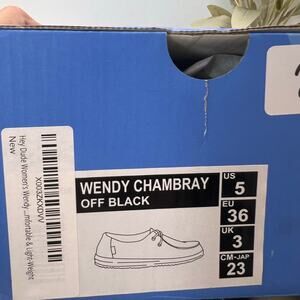 WENDY CHAMBRAY
OFF BLACK
US
5
EU
36
UK
3
CM-JAP
23
Hey Dude Women's Wendy ...mfortable & Light-Weight
New